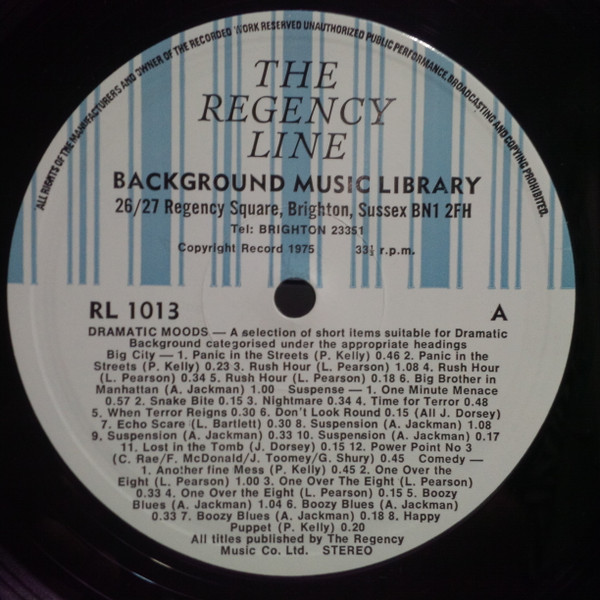 ALL RIGHTS OF THE MANUFACTURERS AND OWNER OF THE RECORDED WORK RESERVED UNAUTHORIZED PUBLIC PERFORMANCE, BROADCASTING AND COPYING PROHIBITED.
THE
REGENCY
LINE
BACKGROUND MUSIC LIBRARY
26/27 Regency Square, Brighton, Sussex BN1 2FH
Tel: BRIGHTON 23351
Copyright Record 1975 33⅓ r.p.m.
RL 1013 A
DRAMATIC MOODS — A selection of short items suitable for Dramatic
Background categorised under the appropriate headings
Big City — 1. Panic in the Streets (P. Kelly) 0.46 2. Panic in the
Streets (P. Kelly) 0.23 3. Rush Hour (L. Pearson) 1.08 4. Rush Hour
(L. Pearson) 0.34 5. Rush Hour (L. Pearson) 0.18 6. Big Brother in
Manhattan (A. Jackman) 1.00 Suspense — 1. One Minute Menace
0.57 2. Snake Bite 0.15 3. Nightmare 0.34 4. Time for Terror 0.48
5. When Terror Reigns 0.30 6. Don't Look Round 0.15 (All J. Dorsey)
7. Echo Scare (L. Bartlett) 0.30 8. Suspension (A. Jackman) 1.08
9. Suspension (A. Jackman) 0.33 10. Suspension (A. Jackman) 0.17
11. Lost in the Tomb (J. Dorsey) 0.15 12. Power Point No 3
(C. Rae/F. McDonald/J. Toomey/G. Shury) 0.45 Comedy —
1. Another fine Mess (P. Kelly) 0.45 2. One Over the
Eight (L. Pearson) 1.00 3. One Over The Eight (L. Pearson)
0.33 4. One Over the Eight (L. Pearson) 0.15 5. Boozy
Blues (A. Jackman) 1.04 6. Boozy Blues (A. Jackman)
0.33 7. Boozy Blues (A. Jackman) 0.18 8. Happy
Puppet (P. Kelly) 0.20
All titles published by The Regency
Music Co. Ltd. STEREO